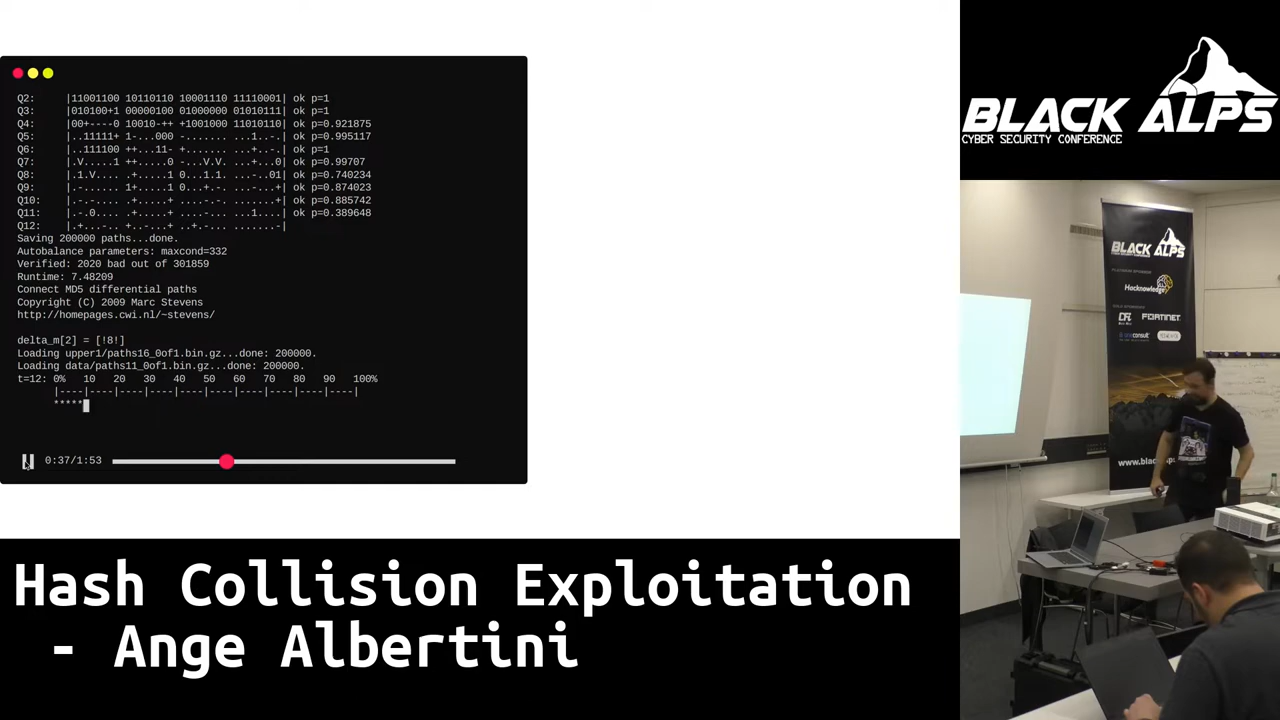 Q2: |11001100 10110110 10001110 11110001| ok p=1
Q3: |010100+1 00000100 01000000 01010111| ok p=1
Q4: |00+----0 10010-++ +1001000 11010110| ok p=0.921875
Q5: |..11111+ 1-...000 -....... ...1..-.| ok p=0.995117
Q6: |..111100 ++...11- +....... ...+..-.| ok p=1
Q7: |.V.....1 ++.....0 -...V.V. ...+...0| ok p=0.99707
Q8: |.1.V.... .+.....1 0...1.1. ...-..01| ok p=0.740234
Q9: |.-...... 1+.....1 0...+.-. ...-...+| ok p=0.874023
Q10: |.-.-.... .+....+ ....-... .......+| ok p=0.885742
Q11: |.-.0.... .+....+ ....-... ...1....| ok p=0.389648
Q12: |.+...-.. +..-...+ ..+.-... .......-|
Saving 200000 paths...done.
Autobalance parameters: maxcond=332
Verified: 2020 bad out of 301859
Runtime: 7.48209
Connect MD5 differential paths
Copyright (C) 2009 Marc Stevens
http://homepages.cwi.nl/~stevens/
delta_m[2] = [!8!]
Loading upper1/paths16_0of1.bin.gz...done: 200000.
Loading data/paths11_0of1.bin.gz...done: 200000.
t=12: 0% 10 20 30 40 50 60 70 80 90 100%
|----|----|----|----|----|----|----|----|----|----|
*****
0:37/1:53
Hash Collision Exploitation
- Ange Albertini
BLACK ALPS
CYBER SECURITY CONFERENCE
BLACK ALPS
Hacknowledge
FORTINET
www.black